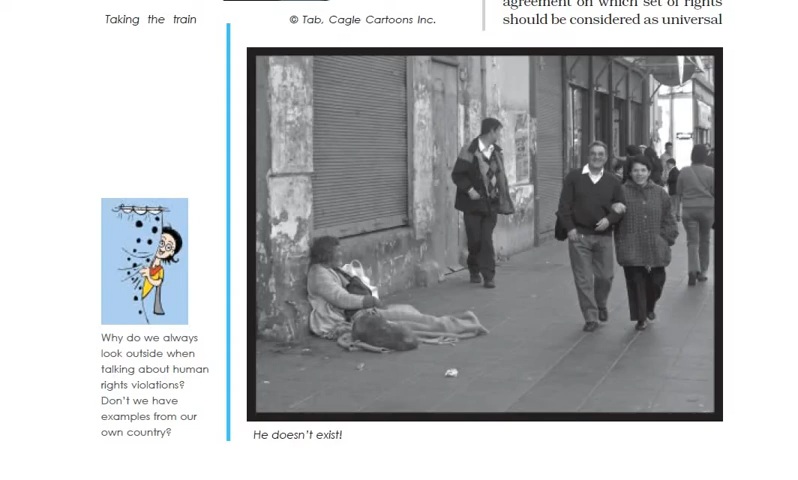 agreement on which set of rights
should be considered as universal
Taking the train
© Tab, Cagle Cartoons Inc.
Why do we always
look outside when
talking about human
rights violations?
Don't we have
examples from our
own country?
He doesn't exist!